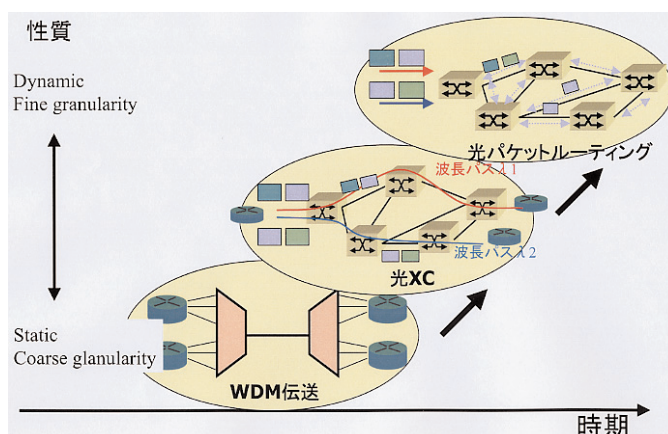 性質
Dynamic
Fine granularity
光パケットルーティング
波長パスλ1
波長パスλ2
光XC
Static
Coarse glanularity
WDM伝送
時期